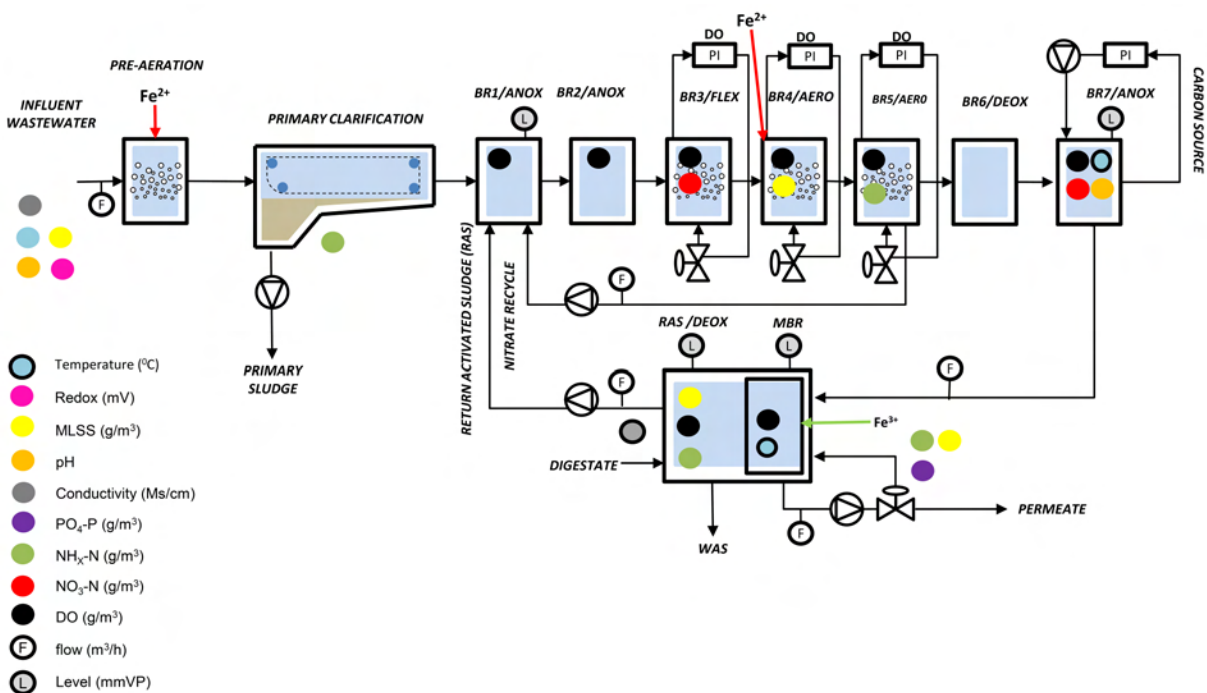 Fe²⁺
DO
DO
DO
PI
PI
PI
PI
PRE-AERATION
Fe²⁺
INFLUENT
WASTEWATER
PRIMARY CLARIFICATION
BR1/ANOX
BR2/ANOX
BR3/FLEX
BR4/AERO
BR5/AER0
BR6/DEOX
BR7/ANOX
CARBON SOURCE
L
L
F
RETURN ACTIVATED SLUDGE (RAS)
NITRATE RECYCLE
F
PRIMARY
SLUDGE
RAS /DEOX
MBR
L
L
F
F
Fe³⁺
DIGESTATE
WAS
F
PERMEATE
Temperature (⁰C)
Redox (mV)
MLSS (g/m³)
pH
Conductivity (Ms/cm)
PO₄-P (g/m³)
NHₓ-N (g/m³)
NO₃-N (g/m³)
DO (g/m³)
F flow (m³/h)
L Level (mmVP)